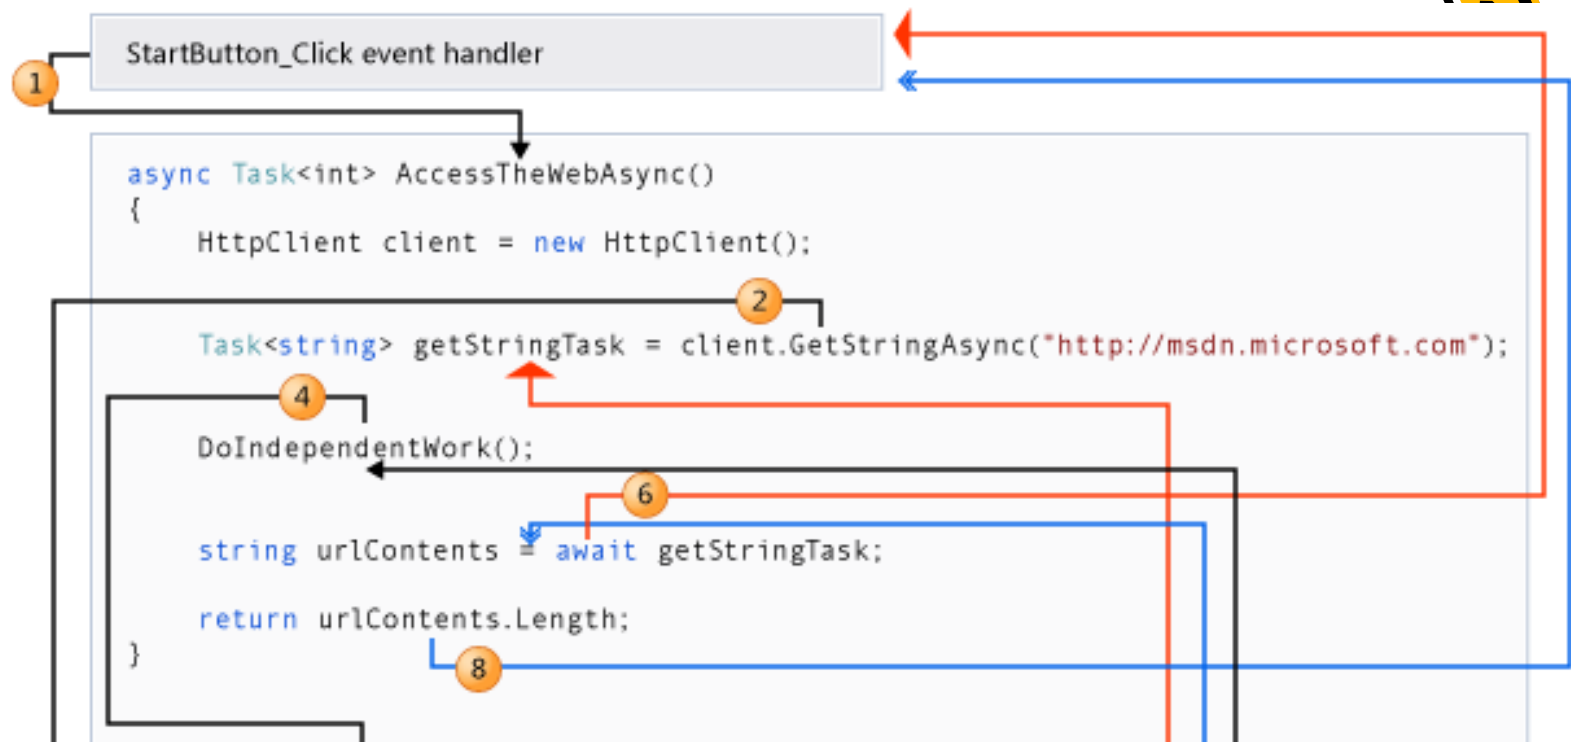 StartButton_Click event handler
1
async Task<int> AccessTheWebAsync()
{
HttpClient client = new HttpClient();
2
Task<string> getStringTask = client.GetStringAsync("http://msdn.microsoft.com");
4
DoIndependentWork();
6
string urlContents = await getStringTask;
return urlContents.Length;
}
8